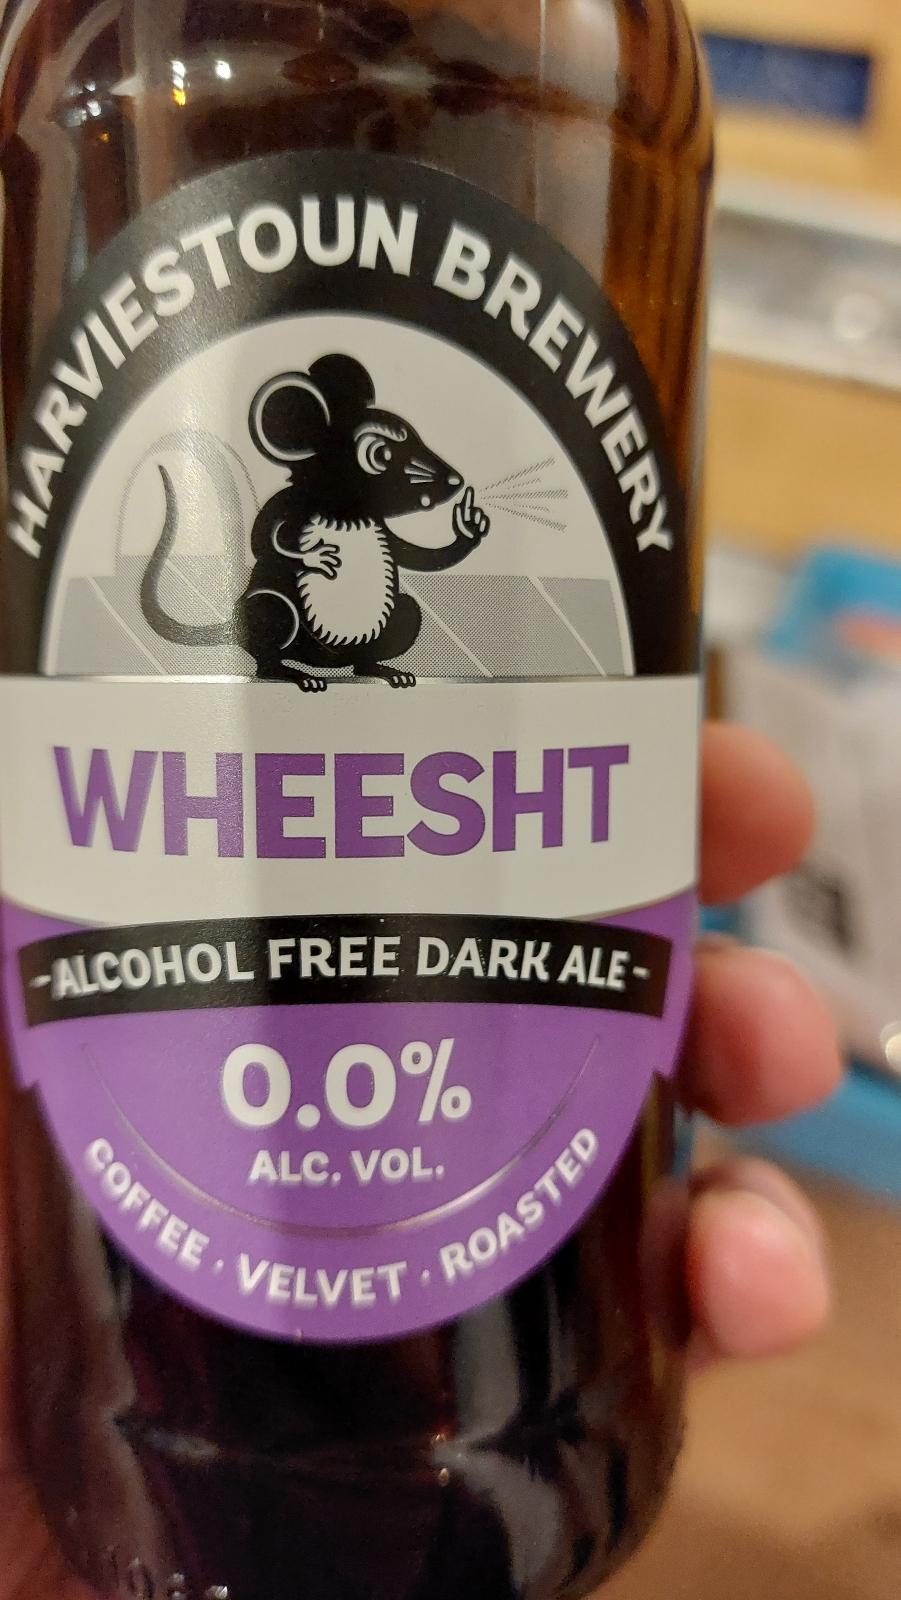 HARVIESTOUN BREWERY
WHEESHT
-ALCOHOL FREE DARK ALE-
0.0%
ALC. VOL.
COFFEE · VELVET · ROASTED